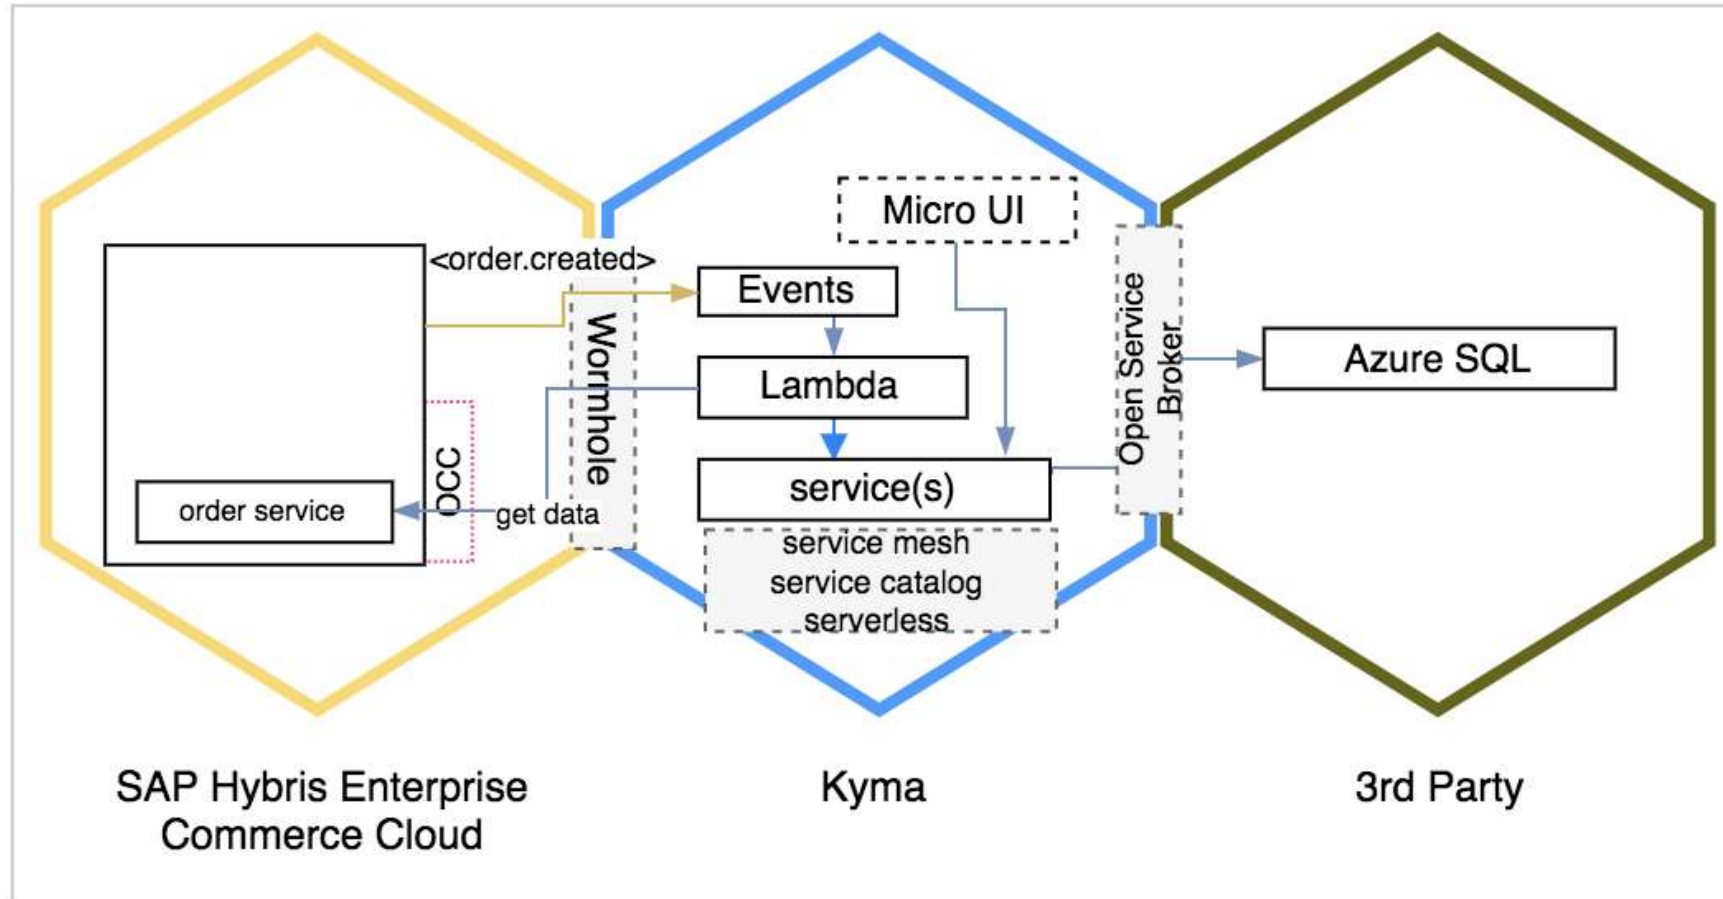 <order.created>
Micro UI
Events
Wormhole
Lambda
OCC
order service
get data
service(s)
service mesh
service catalog
serverless
Open Service
Broker
Azure SQL
SAP Hybris Enterprise
Commerce Cloud
Kyma
3rd Party